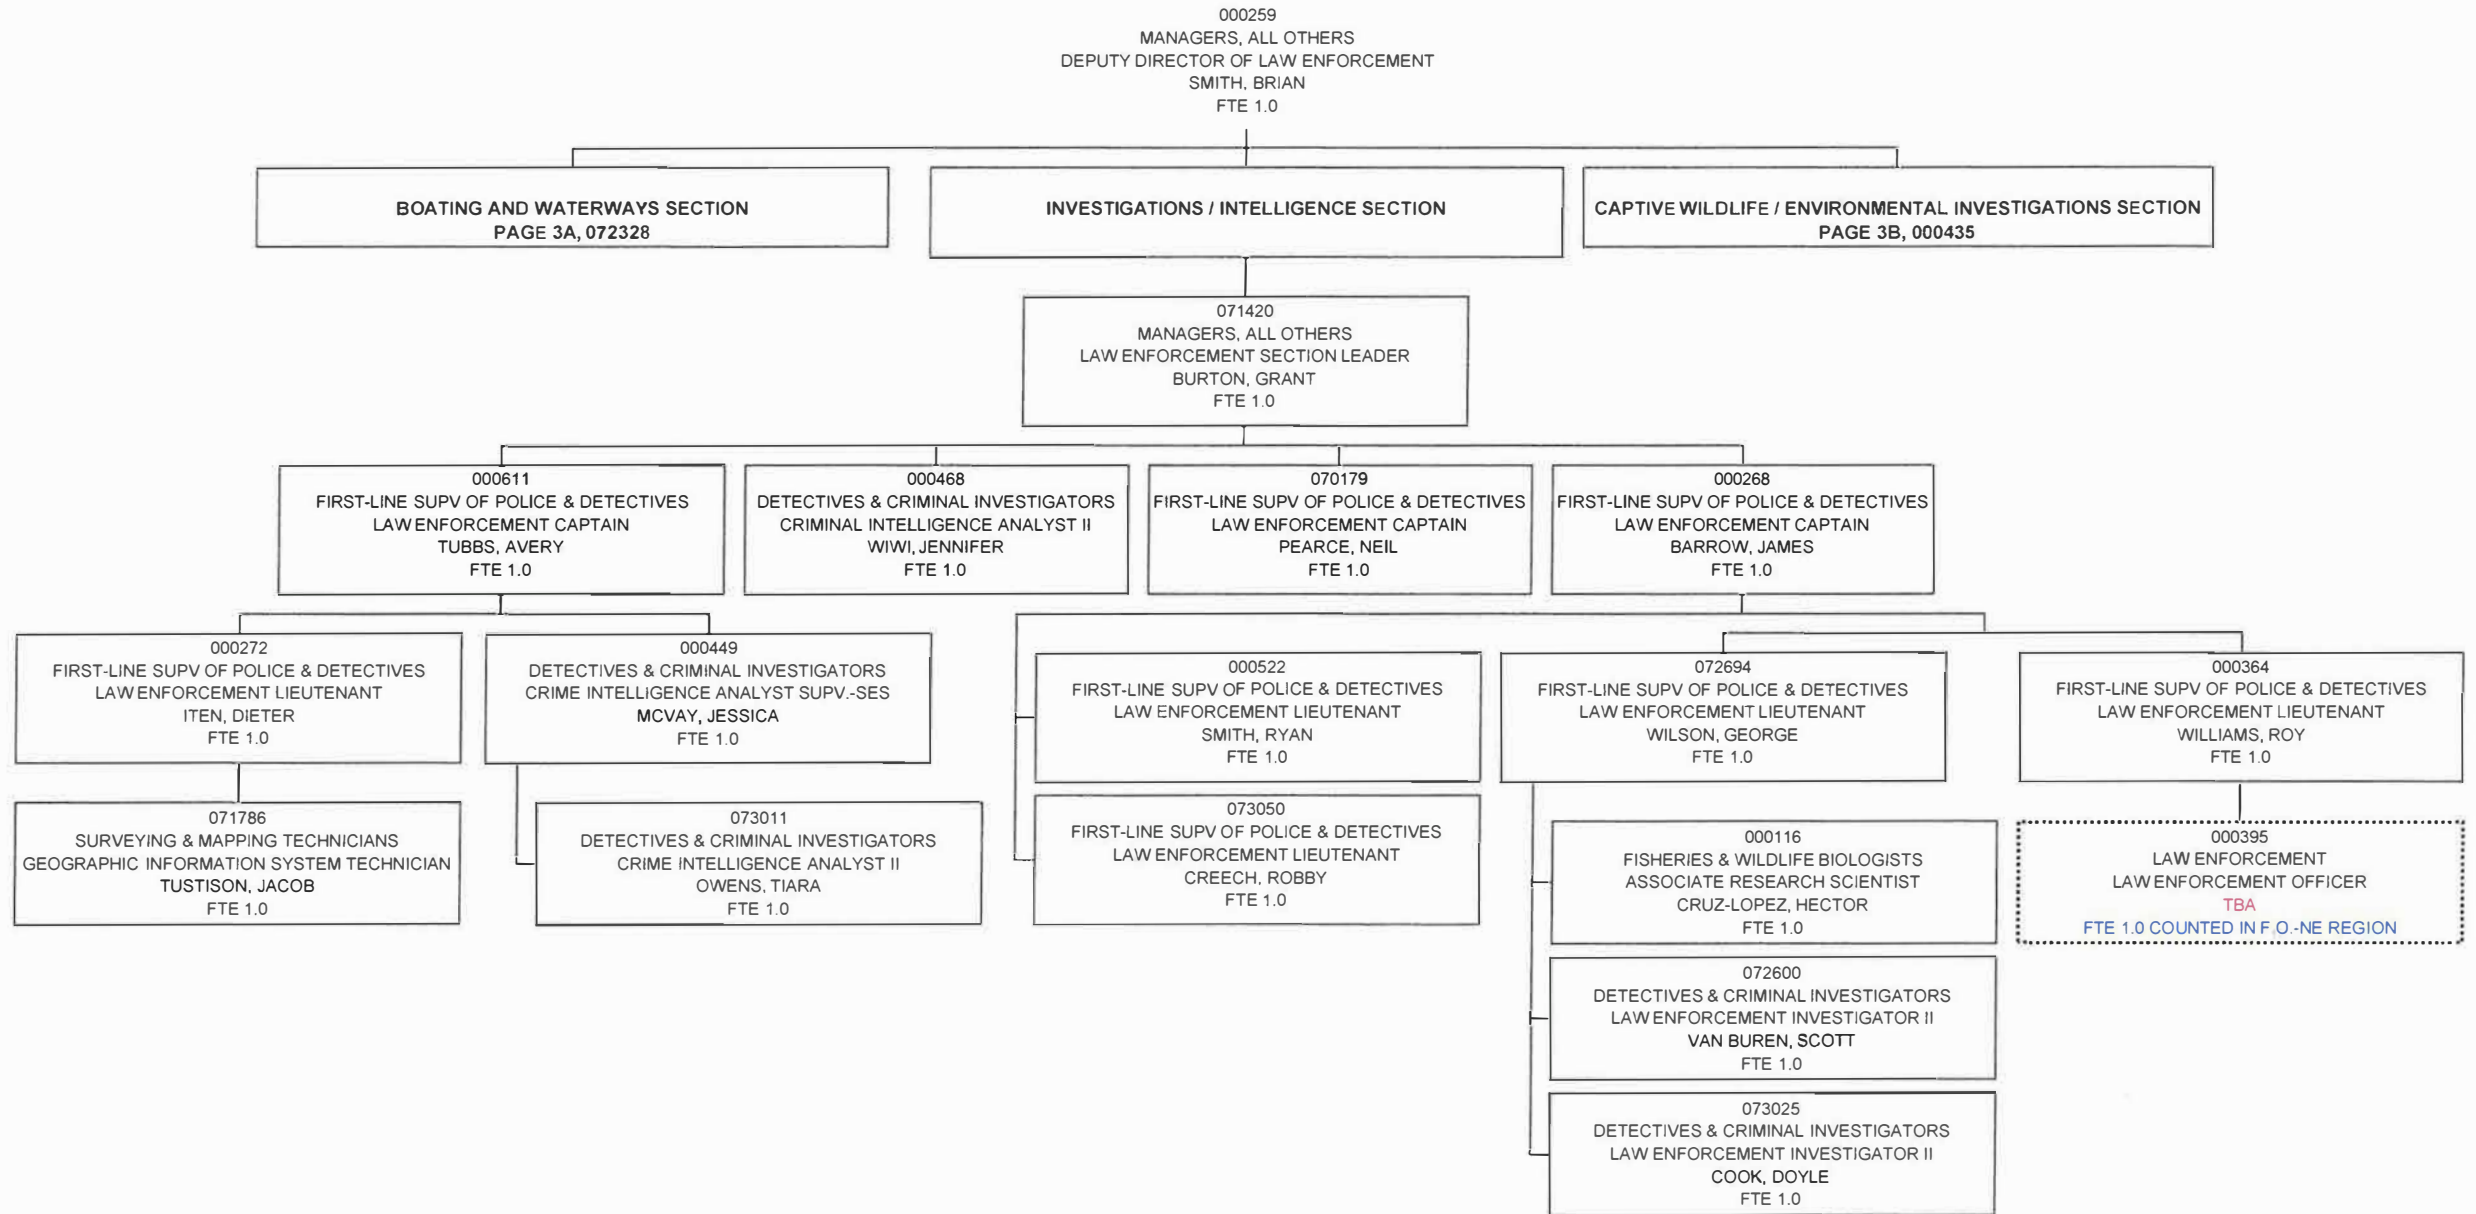 000259
MANAGERS, ALL OTHERS
DEPUTY DIRECTOR OF LAW ENFORCEMENT
SMITH, BRIAN
FTE 1.0
BOATING AND WATERWAYS SECTION
PAGE 3A, 072328
INVESTIGATIONS / INTELLIGENCE SECTION
CAPTIVE WILDLIFE / ENVIRONMENTAL INVESTIGATIONS SECTION
PAGE 3B, 000435
071420
MANAGERS, ALL OTHERS
LAW ENFORCEMENT SECTION LEADER
BURTON, GRANT
FTE 1.0
000611
FIRST-LINE SUPV OF POLICE & DETECTIVES
LAW ENFORCEMENT CAPTAIN
TUBBS, AVERY
FTE 1.0
000468
DETECTIVES & CRIMINAL INVESTIGATORS
CRIMINAL INTELLIGENCE ANALYST II
WIWI, JENNIFER
FTE 1.0
070179
FIRST-LINE SUPV OF POLICE & DETECTIVES
LAW ENFORCEMENT CAPTAIN
PEARCE, NEIL
FTE 1.0
000268
FIRST-LINE SUPV OF POLICE & DETECTIVES
LAW ENFORCEMENT CAPTAIN
BARROW, JAMES
FTE 1.0
000272
FIRST-LINE SUPV OF POLICE & DETECTIVES
LAW ENFORCEMENT LIEUTENANT
ITEN, DIETER
FTE 1.0
000449
DETECTIVES & CRIMINAL INVESTIGATORS
CRIME INTELLIGENCE ANALYST SUPV.-SES
MCVAY, JESSICA
FTE 1.0
000522
FIRST-LINE SUPV OF POLICE & DETECTIVES
LAW ENFORCEMENT LIEUTENANT
SMITH, RYAN
FTE 1.0
072694
FIRST-LINE SUPV OF POLICE & DETECTIVES
LAW ENFORCEMENT LIEUTENANT
WILSON, GEORGE
FTE 1.0
000364
FIRST-LINE SUPV OF POLICE & DETECTIVES
LAW ENFORCEMENT LIEUTENANT
WILLIAMS, ROY
FTE 1.0
071786
SURVEYING & MAPPING TECHNICIANS
GEOGRAPHIC INFORMATION SYSTEM TECHNICIAN
TUSTISON, JACOB
FTE 1.0
073011
DETECTIVES & CRIMINAL INVESTIGATORS
CRIME INTELLIGENCE ANALYST II
OWENS, TIARA
FTE 1.0
073050
FIRST-LINE SUPV OF POLICE & DETECTIVES
LAW ENFORCEMENT LIEUTENANT
CREECH, ROBBY
FTE 1.0
000116
FISHERIES & WILDLIFE BIOLOGISTS
ASSOCIATE RESEARCH SCIENTIST
CRUZ-LOPEZ, HECTOR
FTE 1.0
000395
LAW ENFORCEMENT
LAW ENFORCEMENT OFFICER
TBA
FTE 1.0 COUNTED IN F.O.-NE REGION
072600
DETECTIVES & CRIMINAL INVESTIGATORS
LAW ENFORCEMENT INVESTIGATOR II
VAN BUREN, SCOTT
FTE 1.0
073025
DETECTIVES & CRIMINAL INVESTIGATORS
LAW ENFORCEMENT INVESTIGATOR II
COOK, DOYLE
FTE 1.0